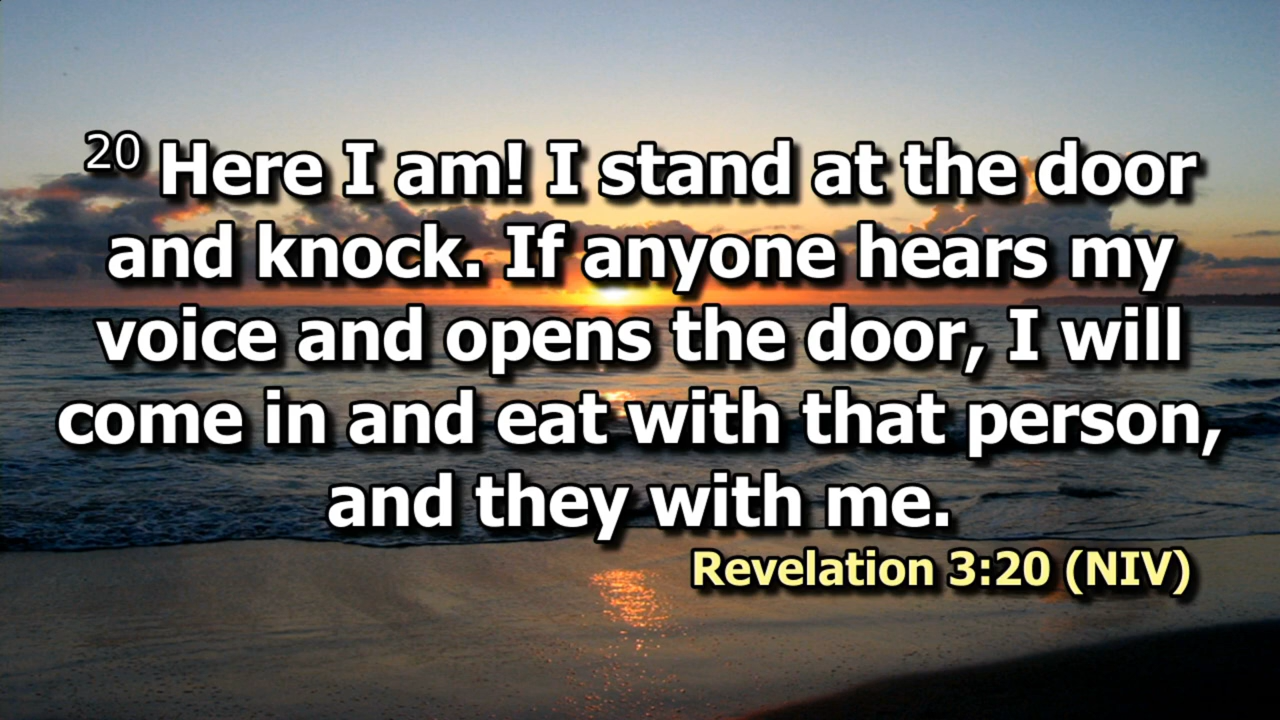 20 Here I am! I stand at the door
and knock. If anyone hears my
voice and opens the door, I will
come in and eat with that person,
and they with me.
Revelation 3:20 (NIV)